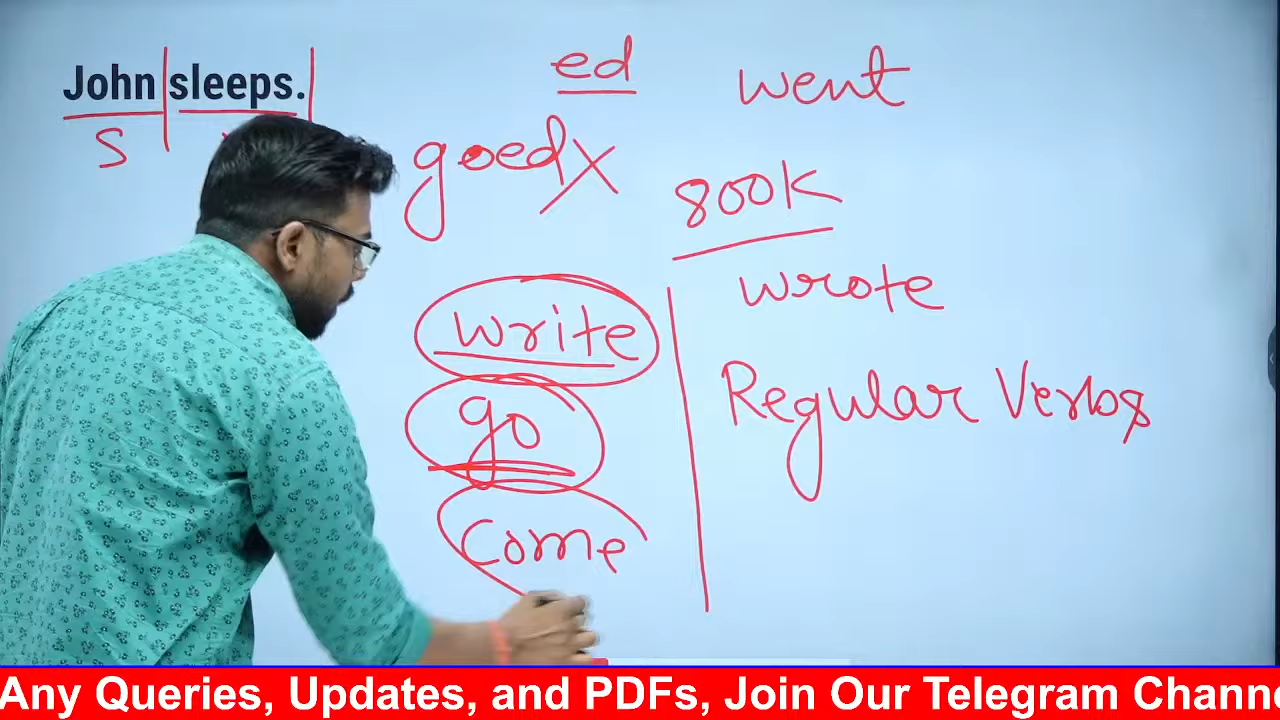 John sleeps.
S
ed
went
goed X
800K
write
wrote
go
Regular Verbs
Come
Any Queries, Updates, and PDFs, Join Our Telegram Channe